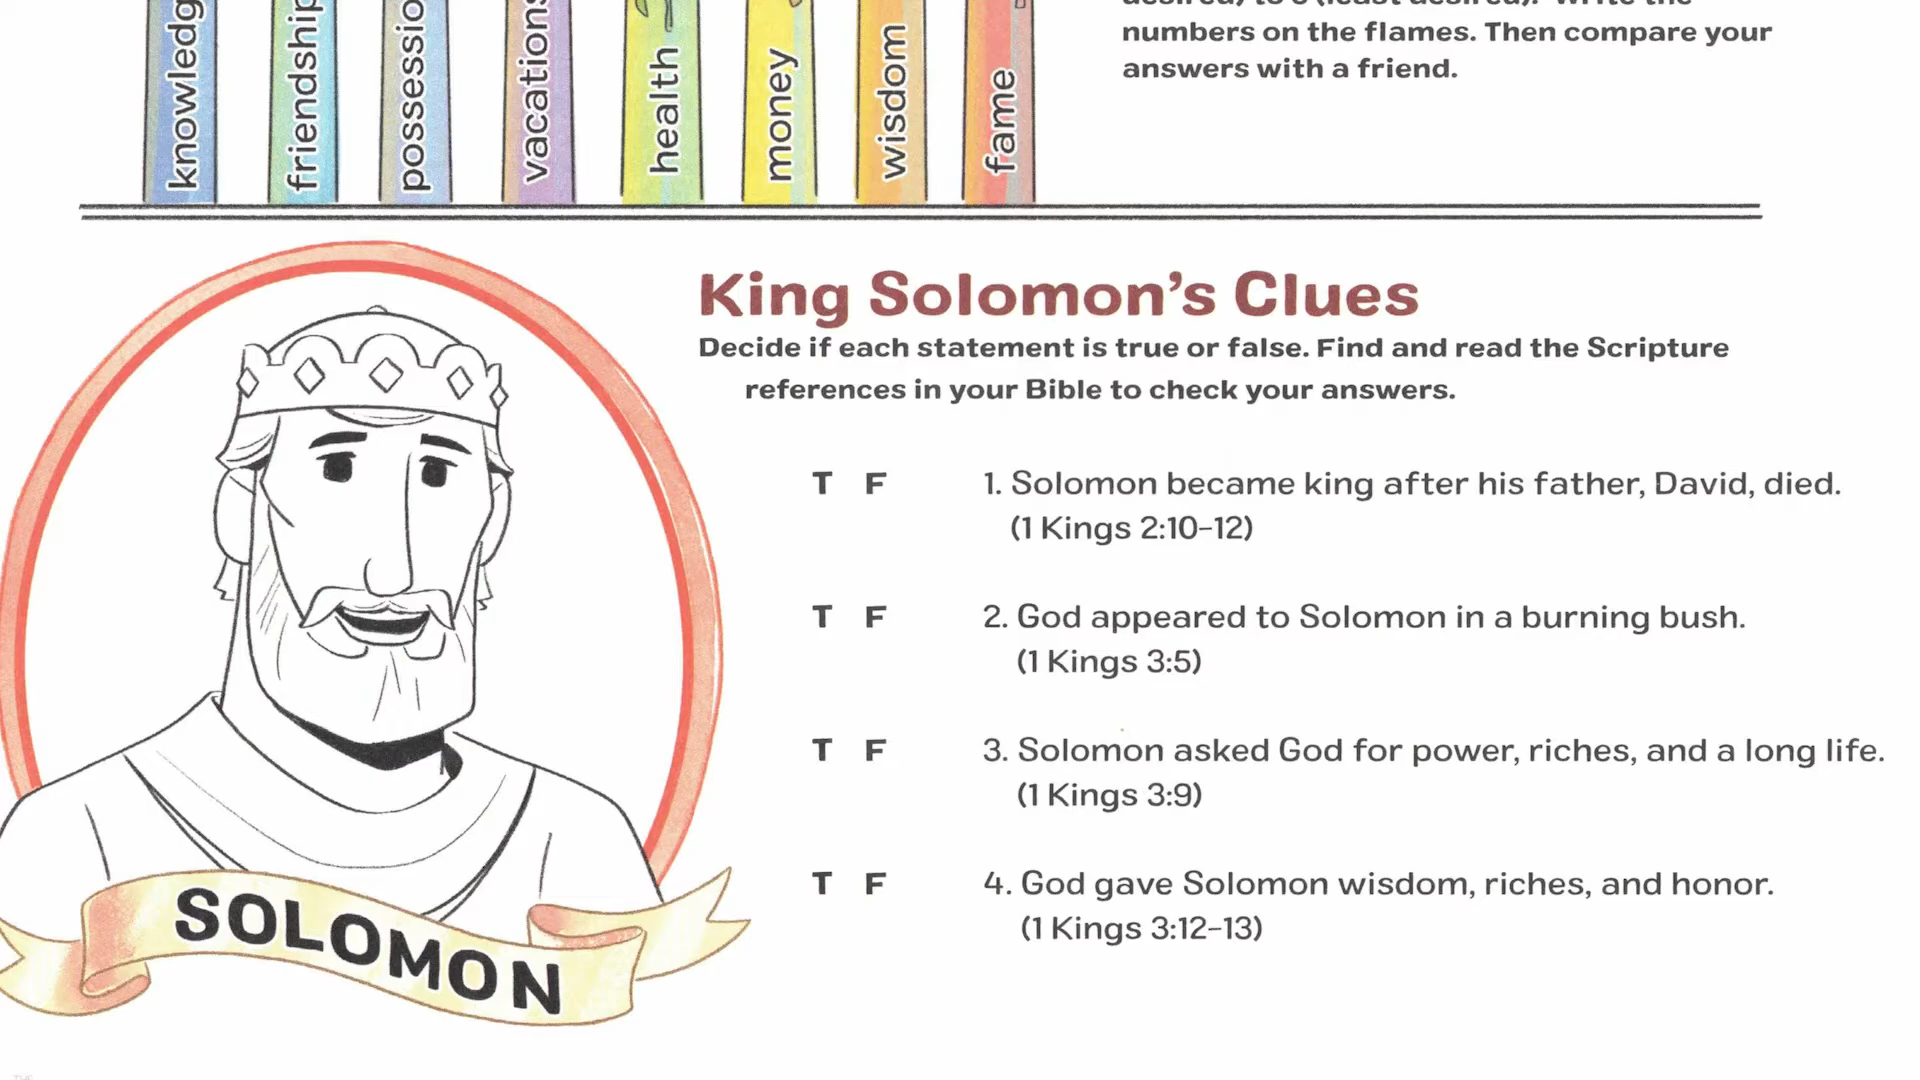 numbers on the flames. Then compare your
answers with a friend.
friendship
vacations
health
money
wisdom
fame
King Solomon's Clues
Decide if each statement is true or false. Find and read the Scripture
references in your Bible to check your answers.
T F 1. Solomon became king after his father, David, died.
(1 Kings 2:10–12)
T F 2. God appeared to Solomon in a burning bush.
(1 Kings 3:5)
T F 3. Solomon asked God for power, riches, and a long life.
(1 Kings 3:9)
T F 4. God gave Solomon wisdom, riches, and honor.
(1 Kings 3:12–13)
SOLOMON